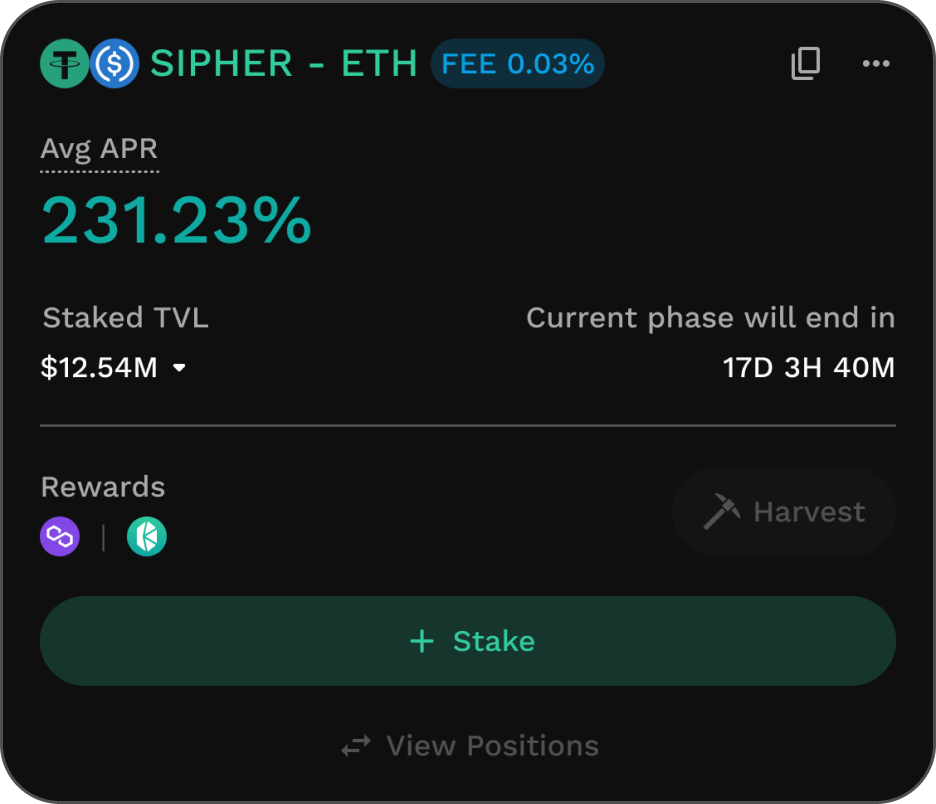 SIPHER - ETH FEE 0.03%
Avg APR
231.23%
Staked TVL
Current phase will end in
$12.54M
17D 3H 40M
Rewards
Harvest
+ Stake
View Positions